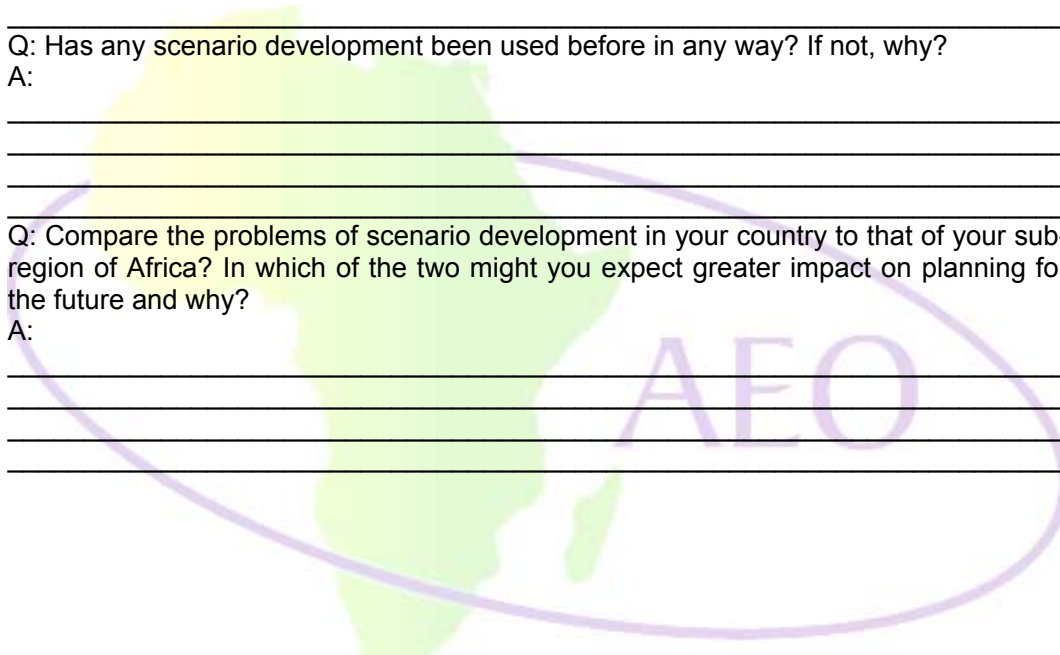 Q: Has any scenario development been used before in any way? If not, why?
A:
Q: Compare the problems of scenario development in your country to that of your sub-
region of Africa? In which of the two might you expect greater impact on planning fo
the future and why?
A:
AEO